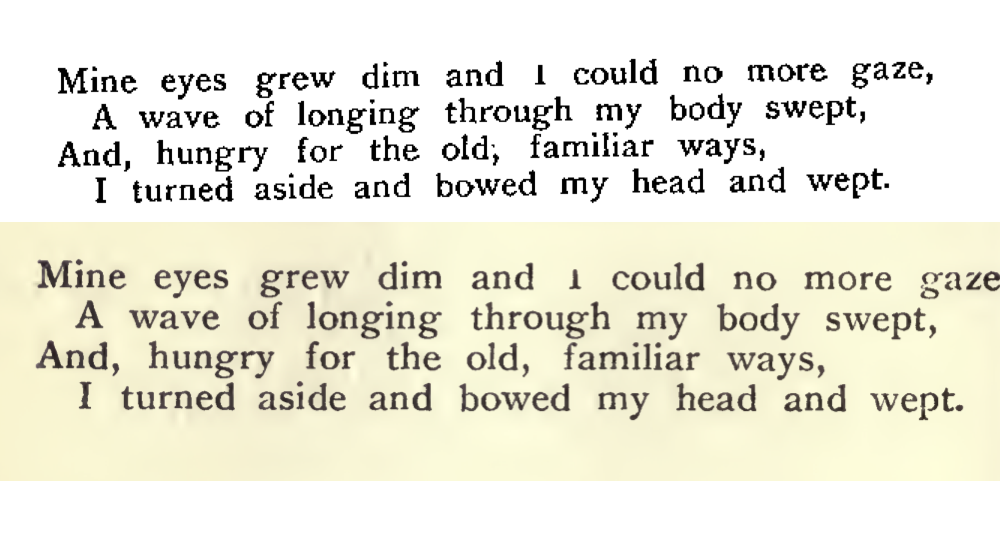 Mine eyes grew dim and I could no more gaze,
A wave of longing through my body swept,
And, hungry for the old, familiar ways,
I turned aside and bowed my head and wept.
Mine eyes grew dim and I could no more gaze
A wave of longing through my body swept,
And, hungry for the old, familiar ways,
I turned aside and bowed my head and wept.